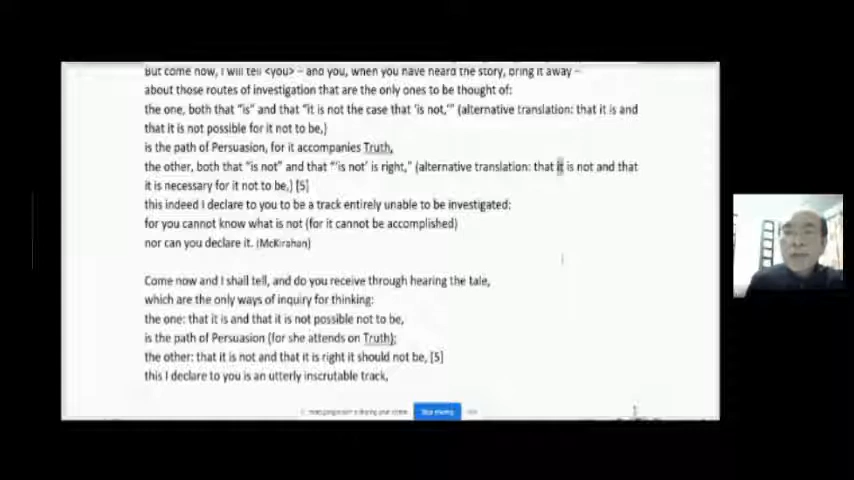 But come now, I will tell <you> – and you, when you have heard the story, bring it away –
about those routes of investigation that are the only ones to be thought of:
the one, both that "is" and that "it is not the case that 'is not,'" (alternative translation: that it is and
that it is not possible for it not to be,)
is the path of Persuasion, for it accompanies Truth,
the other, both that "is not" and that "'is not' is right," (alternative translation: that it is not and that
it is necessary for it not to be,) [5]
this indeed I declare to you to be a track entirely unable to be investigated:
for you cannot know what is not (for it cannot be accomplished)
nor can you declare it. (McKirahan)
Come now and I shall tell, and do you receive through hearing the tale,
which are the only ways of inquiry for thinking:
the one: that it is and that it is not possible not to be,
is the path of Persuasion (for she attends on Truth);
the other: that it is not and that it is right it should not be, [5]
this I declare to you is an utterly inscrutable track,
is sharing your screen. Stop sharing